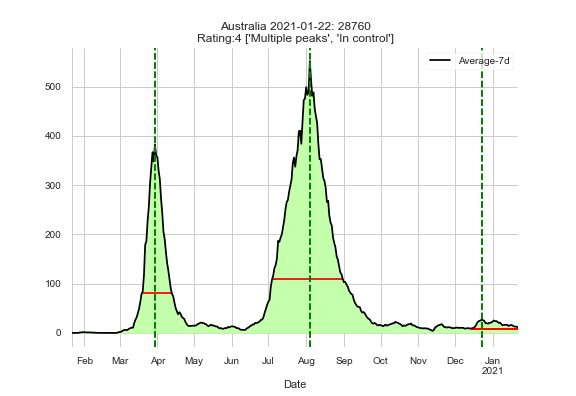 Australia 2021-01-22: 28760
Rating:4 ['Multiple peaks', 'In control']
Average-7d
500
400
300
200
100
0
Feb Mar Apr May Jun Jul Aug Sep Oct Nov Dec Jan
2021
Date